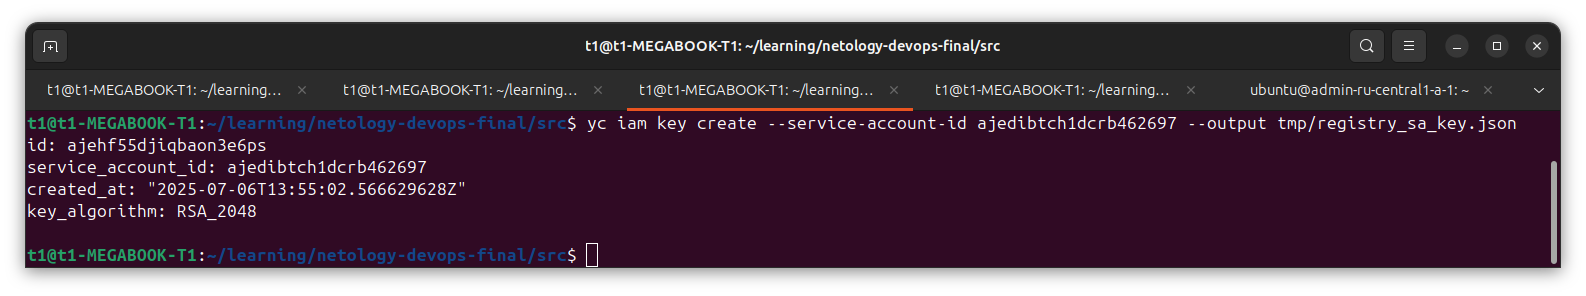 t1@t1-MEGABOOK-T1: ~/learning/netology-devops-final/src
t1@t1-MEGABOOK-T1: ~/learning… t1@t1-MEGABOOK-T1: ~/learning… t1@t1-MEGABOOK-T1: ~/learning… t1@t1-MEGABOOK-T1: ~/learning… ubuntu@admin-ru-central1-a-1: ~
t1@t1-MEGABOOK-T1:~/learning/netology-devops-final/src$ yc iam key create --service-account-id ajedibtch1dcrb462697 --output tmp/registry_sa_key.json
id: ajehf55djiqbaon3e6ps
service_account_id: ajedibtch1dcrb462697
created_at: "2025-07-06T13:55:02.566629628Z"
key_algorithm: RSA_2048
t1@t1-MEGABOOK-T1:~/learning/netology-devops-final/src$